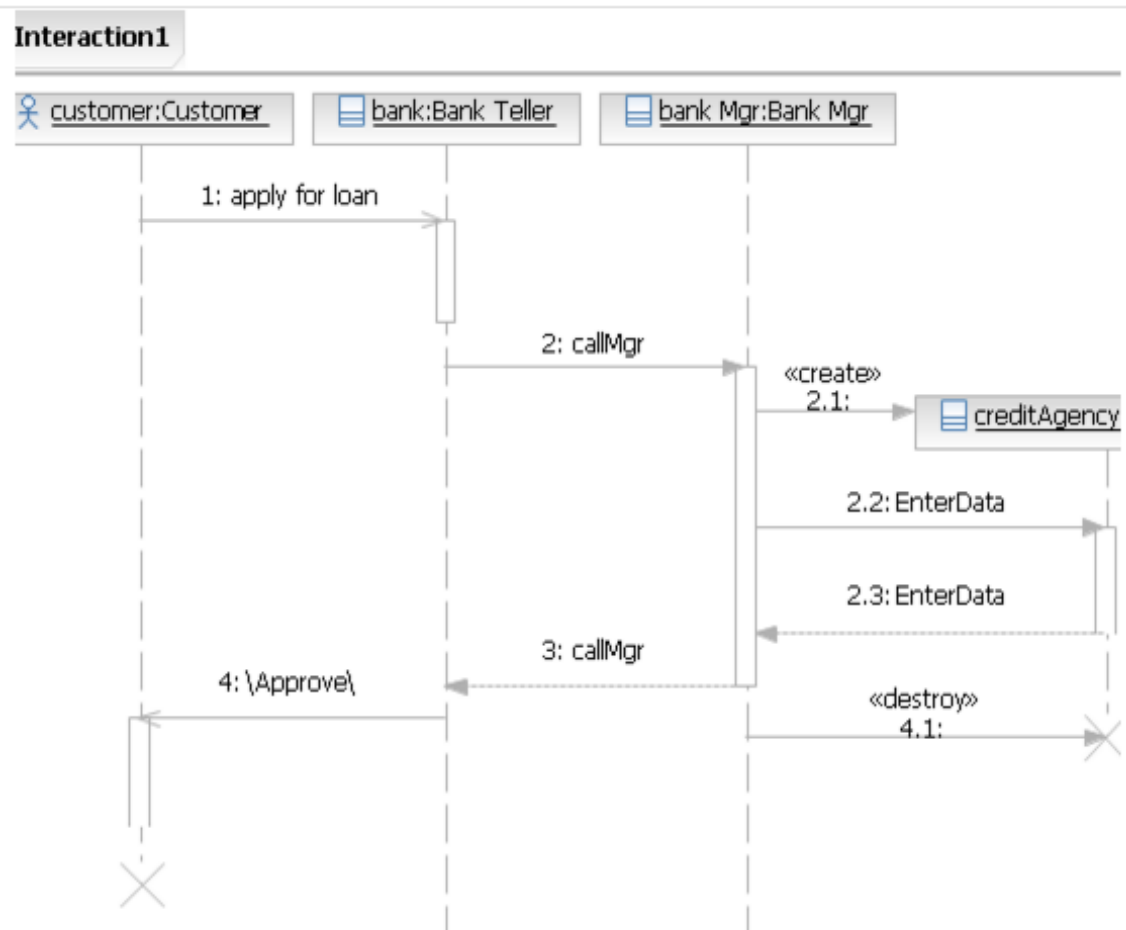 Interaction1
customer:Customer
bank:Bank Teller
bank Mgr:Bank Mgr
1: apply for loan
2: callMgr
«create»
2.1:
creditAgency
2.2: EnterData
2.3: EnterData
3: callMgr
4: \Approve\
«destroy»
4.1: